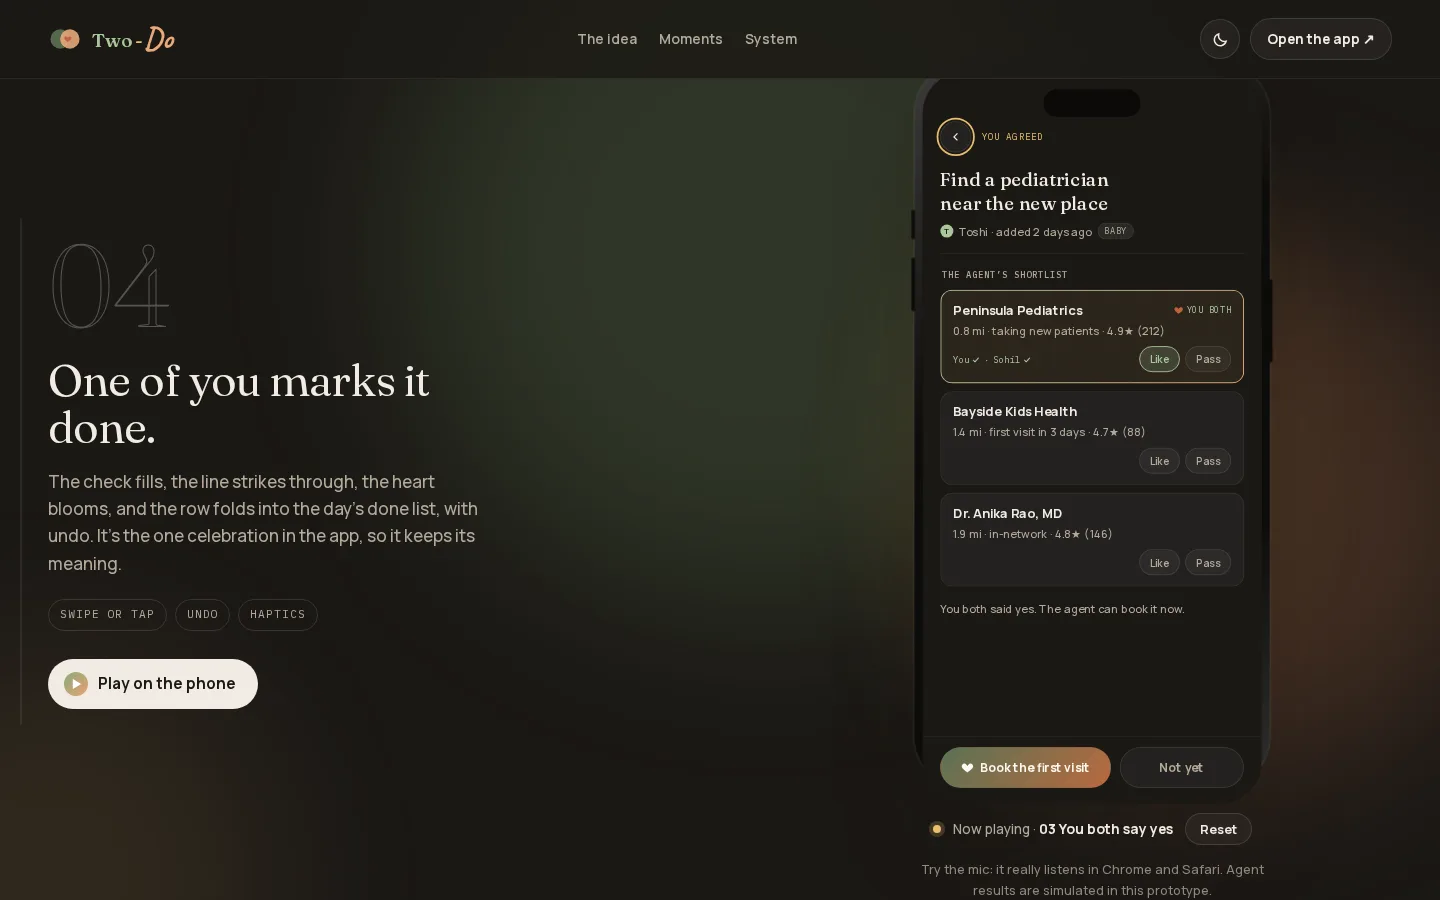 Two-Do
The idea
Moments
System
Open the app ↗
04
One of you marks it
done.
The check fills, the line strikes through, the heart
blooms, and the row folds into the day's done list, with
undo. It's the one celebration in the app, so it keeps its
meaning.
SWIPE OR TAP
UNDO
HAPTICS
Play on the phone
YOU AGREED
Find a pediatrician
near the new place
T Toshi · added 2 days ago BABY
THE AGENT'S SHORTLIST
Peninsula Pediatrics ❤ YOU BOTH
0.8 mi · taking new patients · 4.9★ (212)
You ✓ · Sohil ✓ Like Pass
Bayside Kids Health
1.4 mi · first visit in 3 days · 4.7★ (88)
Like Pass
Dr. Anika Rao, MD
1.9 mi · in-network · 4.8★ (146)
Like Pass
You both said yes. The agent can book it now.
❤ Book the first visit
Not yet
Now playing · 03 You both say yes
Reset
Try the mic: it really listens in Chrome and Safari. Agent
results are simulated in this prototype.